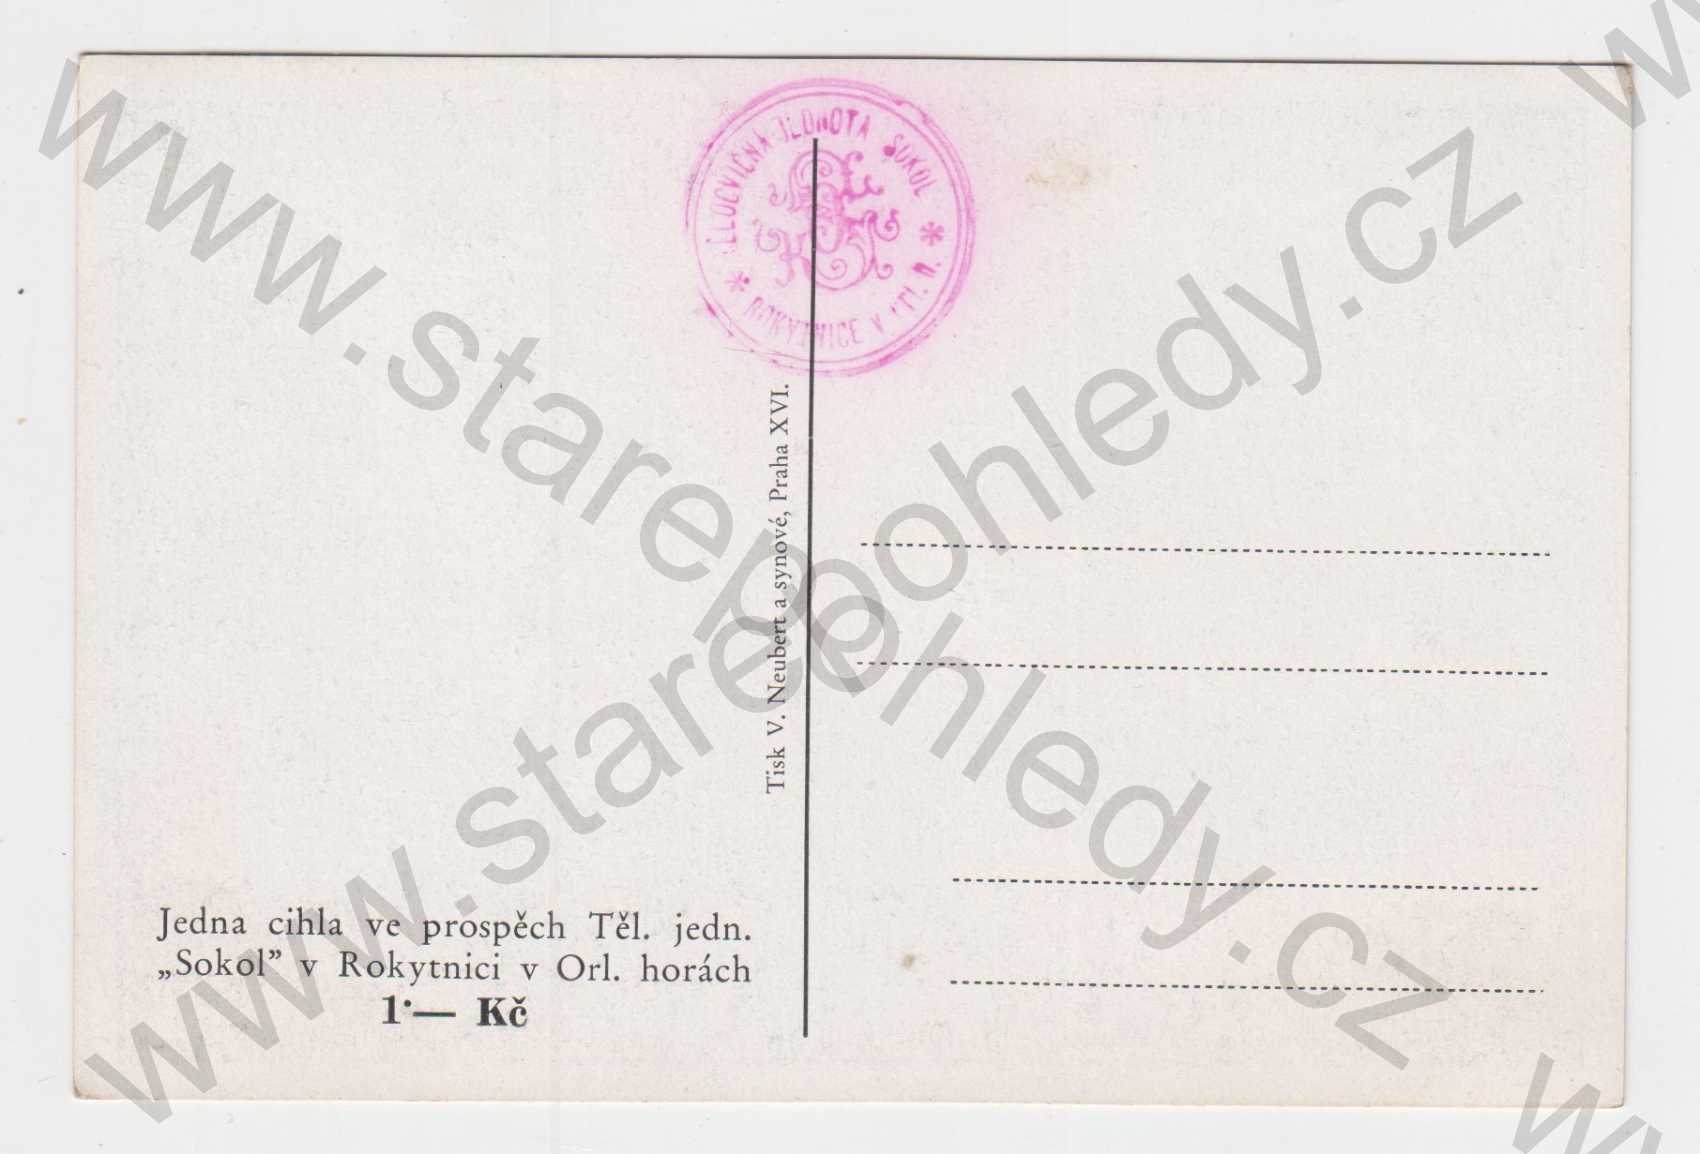 TĚLOCVIČNÁ JEDNOTA SOKOL
* ROKYTNICE V ORL. H. *
Tisk V. Neubert a synové, Praha XVI.
Jedna cihla ve prospěch Těl. jedn.
„Sokol” v Rokytnici v Orl. horách
1·— Kč
www.starepohledy.cz
www.starepohledy.cz